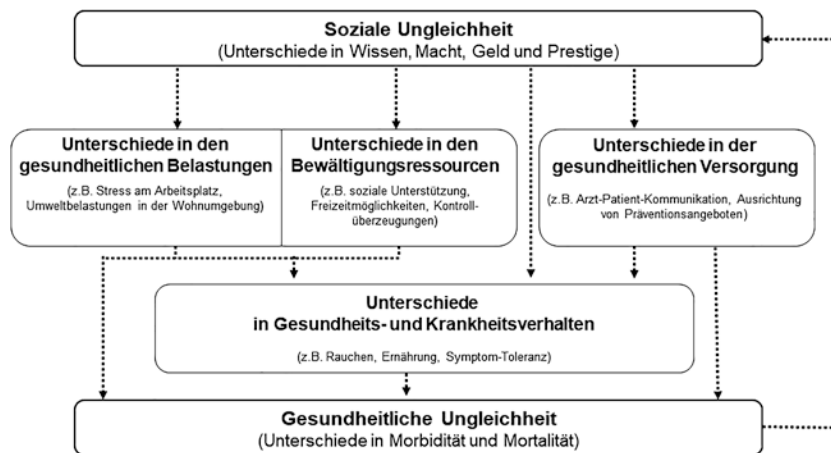 Soziale Ungleichheit
(Unterschiede in Wissen, Macht, Geld und Prestige)
Unterschiede in den
gesundheitlichen Belastungen
(z.B. Stress am Arbeitsplatz,
Umweltbelastungen in der Wohnumgebung)
Unterschiede in den
Bewältigungsressourcen
(z.B. soziale Unterstützung,
Freizeitmöglichkeiten, Kontroll-
überzeugungen)
Unterschiede in der
gesundheitlichen Versorgung
(z.B. Arzt-Patient-Kommunikation, Ausrichtung
von Präventionsangeboten)
Unterschiede
in Gesundheits- und Krankheitsverhalten
(z.B. Rauchen, Ernährung, Symptom-Toleranz)
Gesundheitliche Ungleichheit
(Unterschiede in Morbidität und Mortalität)